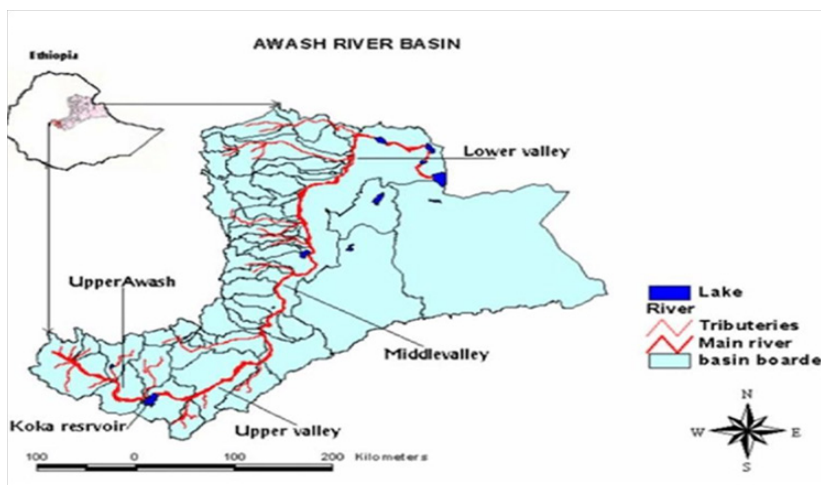 AWASH RIVER BASIN
Ethiopia
Lower valley
UpperAwash
Middlevalley
Koka resrvoir
Upper valley
Lake
River
Tributeries
Main river
basin boarde
N
W E
S
100 0 100 200 Kilometers